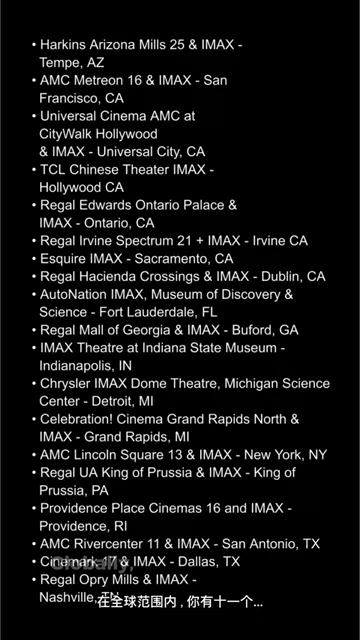 • Harkins Arizona Mills 25 & IMAX -
Tempe, AZ
• AMC Metreon 16 & IMAX - San
Francisco, CA
• Universal Cinema AMC at
CityWalk Hollywood
& IMAX - Universal City, CA
• TCL Chinese Theater IMAX -
Hollywood CA
• Regal Edwards Ontario Palace &
IMAX - Ontario, CA
• Regal Irvine Spectrum 21 + IMAX - Irvine CA
• Esquire IMAX - Sacramento, CA
• Regal Hacienda Crossings & IMAX - Dublin, CA
• AutoNation IMAX, Museum of Discovery &
Science - Fort Lauderdale, FL
• Regal Mall of Georgia & IMAX - Buford, GA
• IMAX Theatre at Indiana State Museum -
Indianapolis, IN
• Chrysler IMAX Dome Theatre, Michigan Science
Center - Detroit, MI
• Celebration! Cinema Grand Rapids North &
IMAX - Grand Rapids, MI
• AMC Lincoln Square 13 & IMAX - New York, NY
• Regal UA King of Prussia & IMAX - King of
Prussia, PA
• Providence Place Cinemas 16 and IMAX -
Providence, RI
• AMC Rivercenter 11 & IMAX - San Antonio, TX
• Cinemark 17 & IMAX - Dallas, TX
Globally,
• Regal Opry Mills & IMAX -
Nashville, TN
在全球范围内,你有十一个...